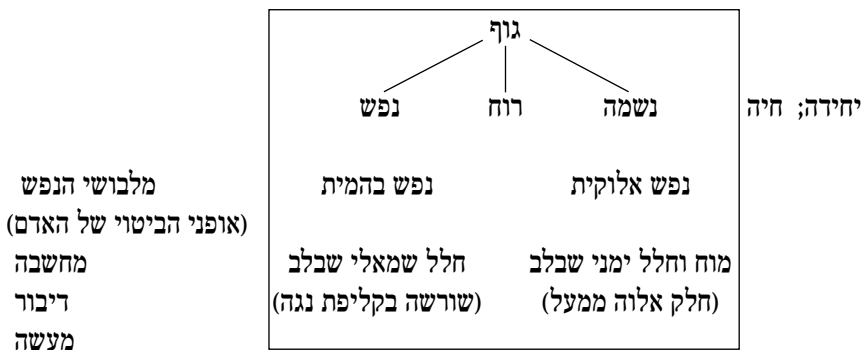 גוף
יחידה; חיה נשמה רוח נפש
נפש אלוקית נפש בהמית מלבושי הנפש
(אופני הביטוי של האדם)
מוח וחלל ימני שבלב חלל שמאלי שבלב מחשבה
(חלק אלוה ממעל) (שורשה בקליפת נגה) דיבור
מעשה